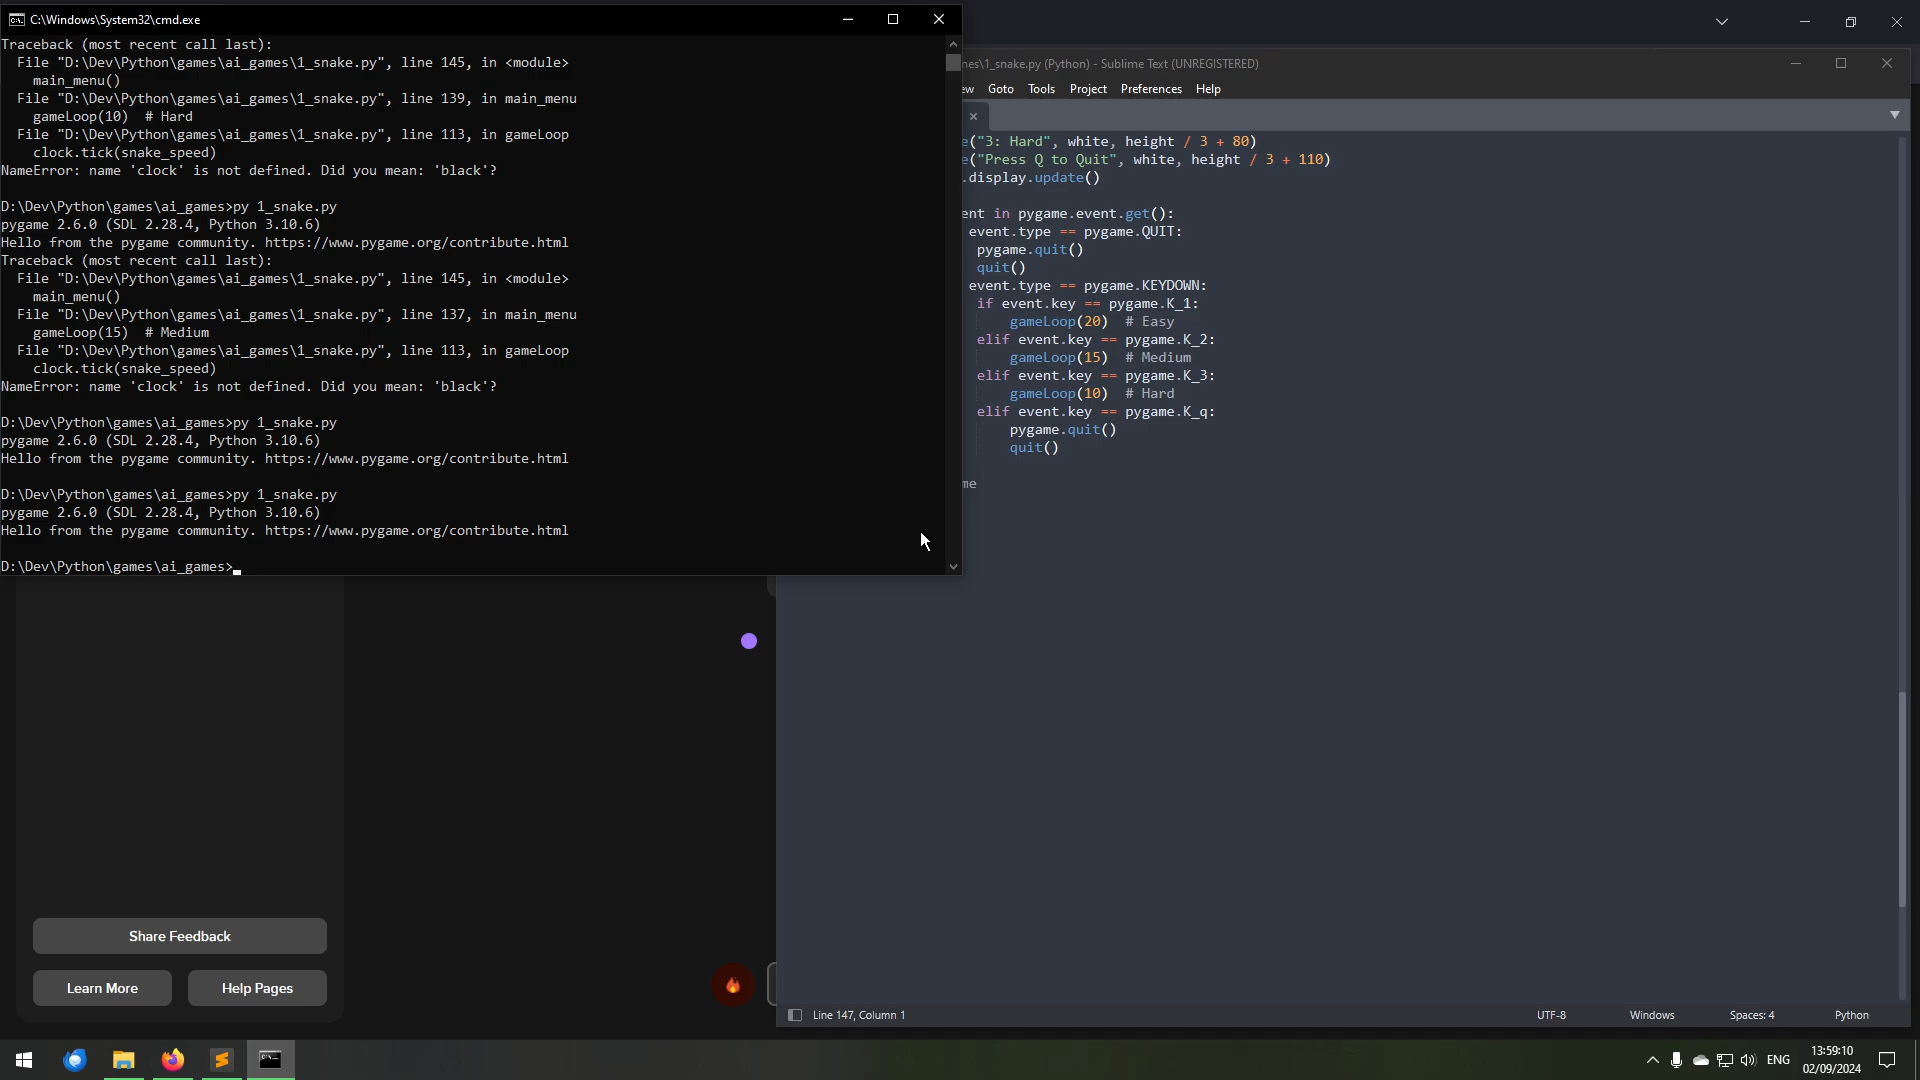 C:\Windows\System32\cmd.exe
Traceback (most recent call last):
  File "D:\Dev\Python\games\ai_games\1_snake.py", line 145, in <module>
    main_menu()
  File "D:\Dev\Python\games\ai_games\1_snake.py", line 139, in main_menu
    gameLoop(10)  # Hard
  File "D:\Dev\Python\games\ai_games\1_snake.py", line 113, in gameLoop
    clock.tick(snake_speed)
NameError: name 'clock' is not defined. Did you mean: 'black'?
D:\Dev\Python\games\ai_games>py 1_snake.py
pygame 2.6.0 (SDL 2.28.4, Python 3.10.6)
Hello from the pygame community. https://www.pygame.org/contribute.html
Traceback (most recent call last):
  File "D:\Dev\Python\games\ai_games\1_snake.py", line 145, in <module>
    main_menu()
  File "D:\Dev\Python\games\ai_games\1_snake.py", line 137, in main_menu
    gameLoop(15)  # Medium
  File "D:\Dev\Python\games\ai_games\1_snake.py", line 113, in gameLoop
    clock.tick(snake_speed)
NameError: name 'clock' is not defined. Did you mean: 'black'?
D:\Dev\Python\games\ai_games>py 1_snake.py
pygame 2.6.0 (SDL 2.28.4, Python 3.10.6)
Hello from the pygame community. https://www.pygame.org/contribute.html
D:\Dev\Python\games\ai_games>py 1_snake.py
pygame 2.6.0 (SDL 2.28.4, Python 3.10.6)
Hello from the pygame community. https://www.pygame.org/contribute.html
D:\Dev\Python\games\ai_games>
es\1_snake.py (Python) - Sublime Text (UNREGISTERED)
ew Goto Tools Project Preferences Help
e("3: Hard", white, height / 3 + 80)
e("Press Q to Quit", white, height / 3 + 110)
.display.update()
ent in pygame.event.get():
event.type == pygame.QUIT:
pygame.quit()
quit()
event.type == pygame.KEYDOWN:
if event.key == pygame.K_1:
gameLoop(20)  # Easy
elif event.key == pygame.K_2:
gameLoop(15)  # Medium
elif event.key == pygame.K_3:
gameLoop(10)  # Hard
elif event.key == pygame.K_q:
pygame.quit()
quit()
me
Share Feedback
Learn More
Help Pages
Line 147, Column 1
UTF-8
Windows
Spaces: 4
Python
ENG
13:59:10
02/09/2024